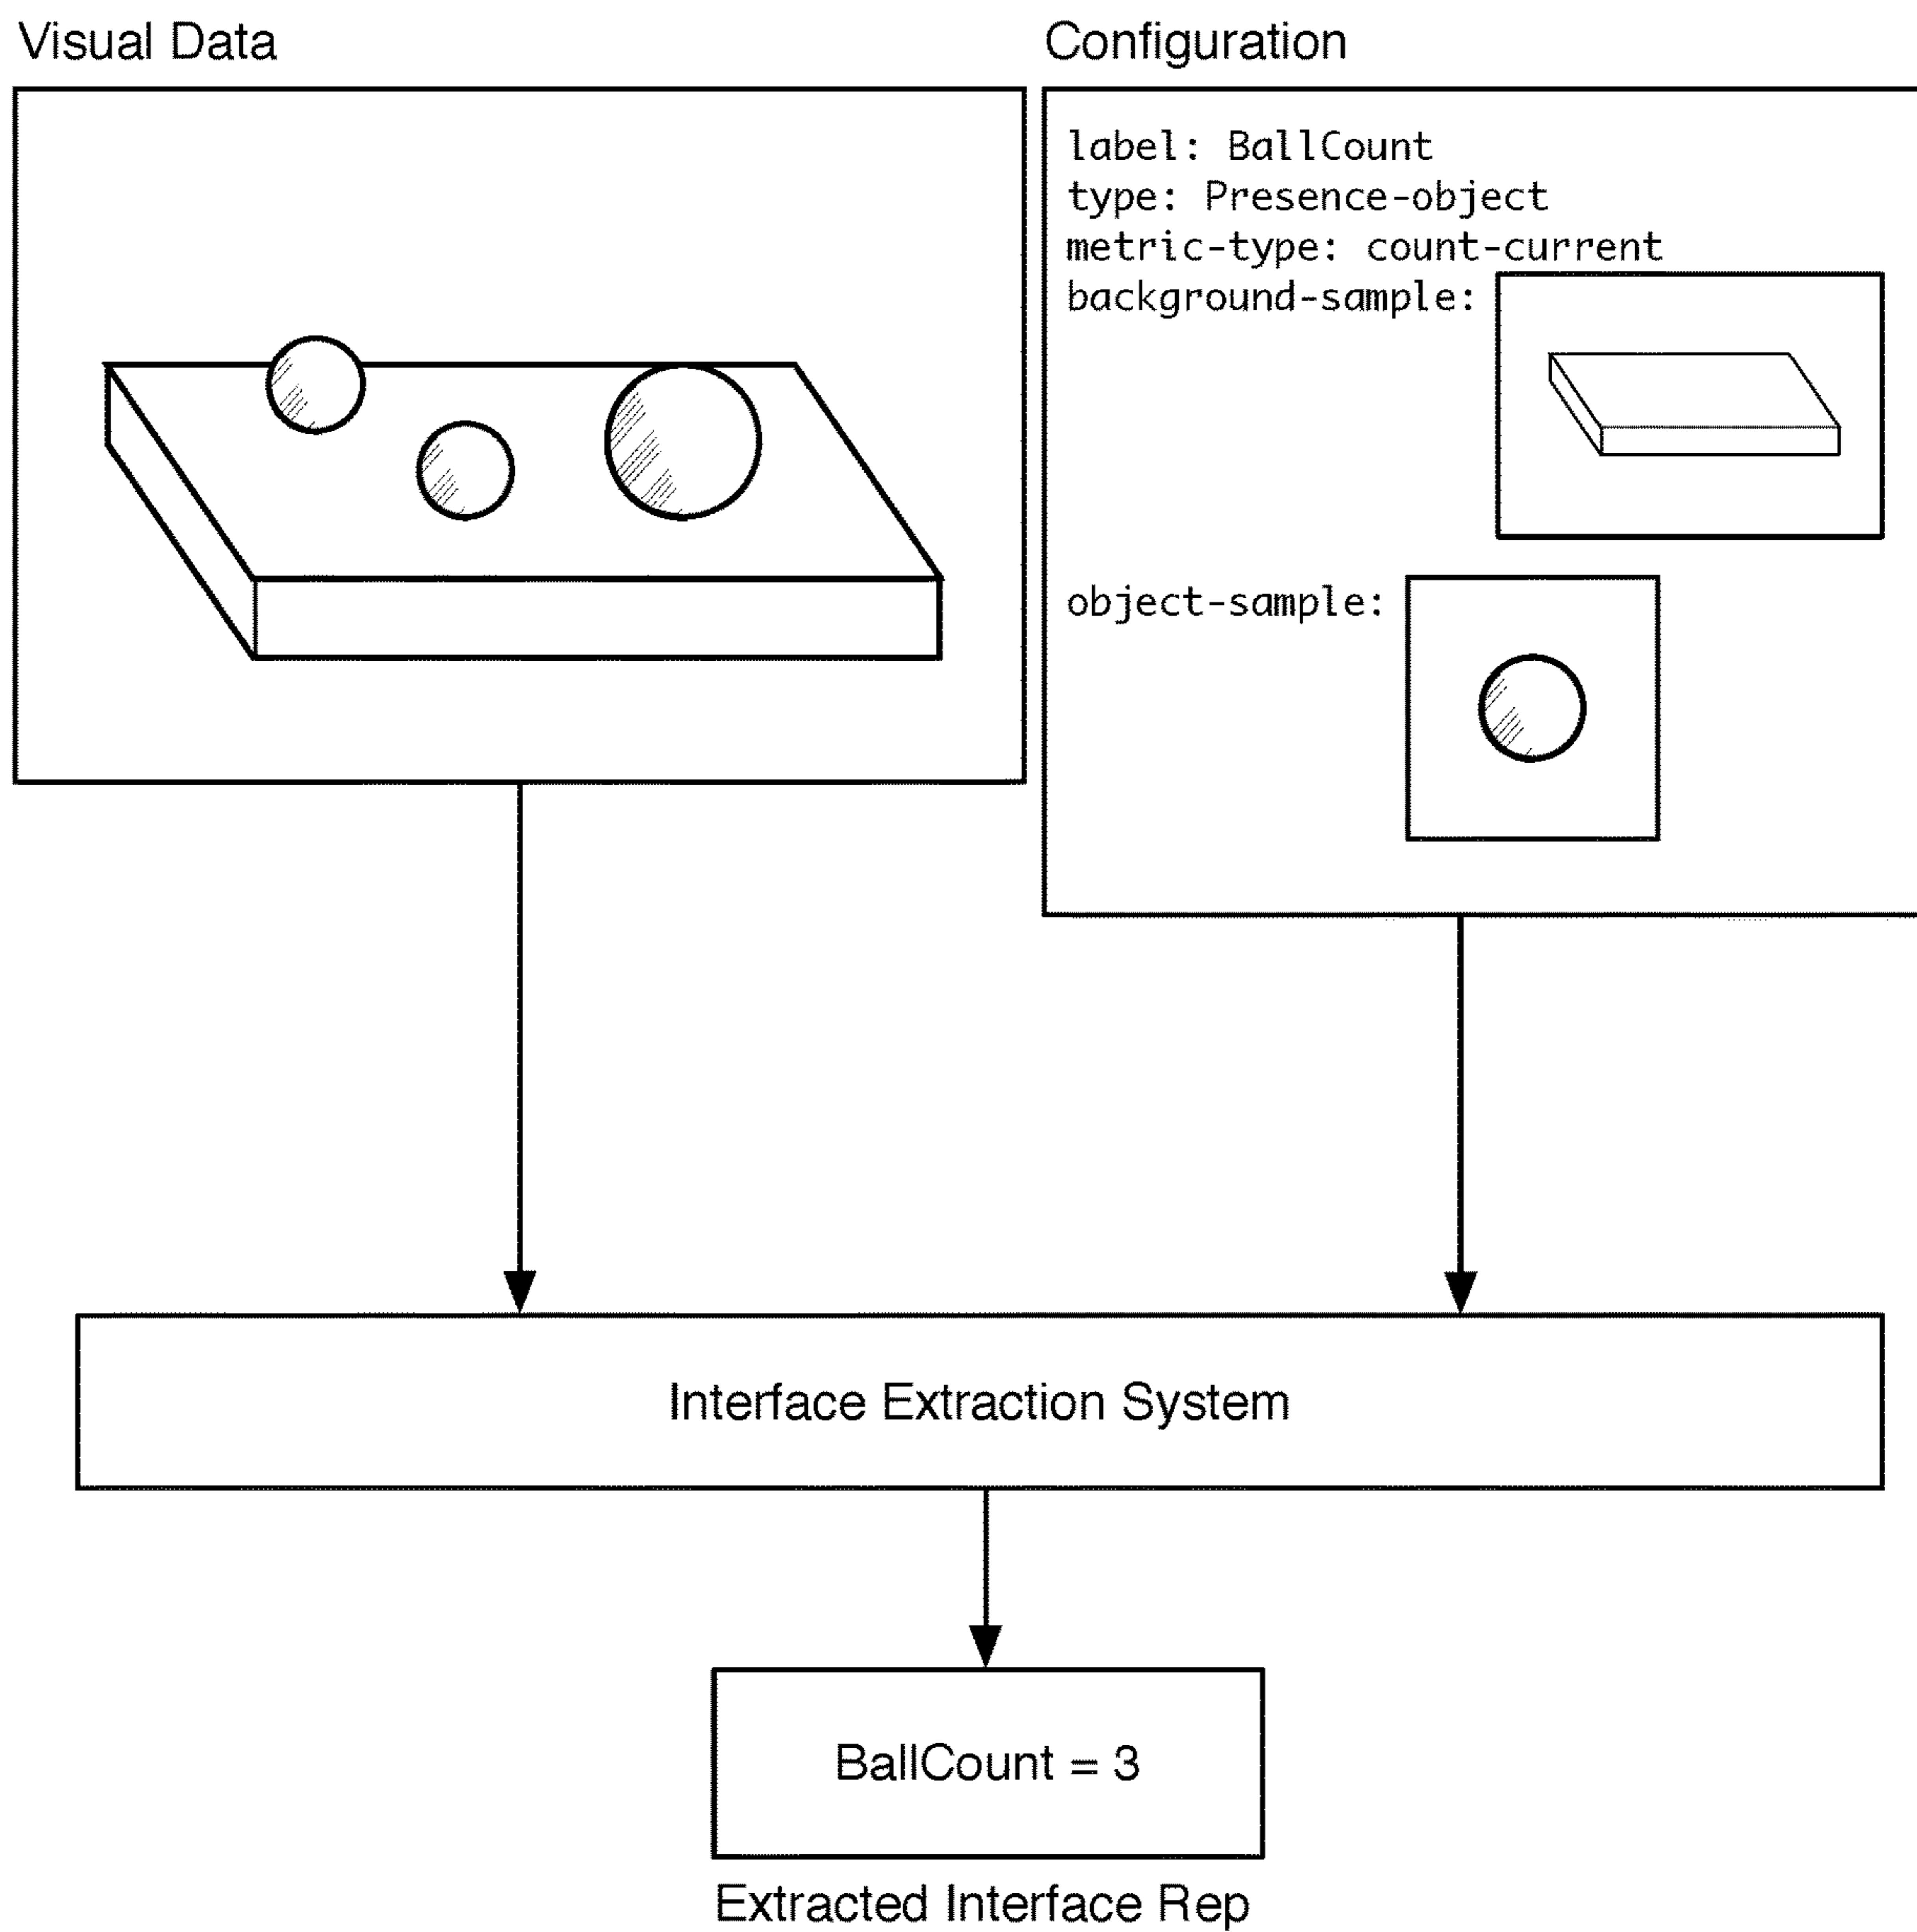 Visual Data
Configuration
label: BallCount
type: Presence-object
metric-type: count-current
background-sample:
object-sample:
Interface Extraction System
BallCount = 3
Extracted Interface Rep